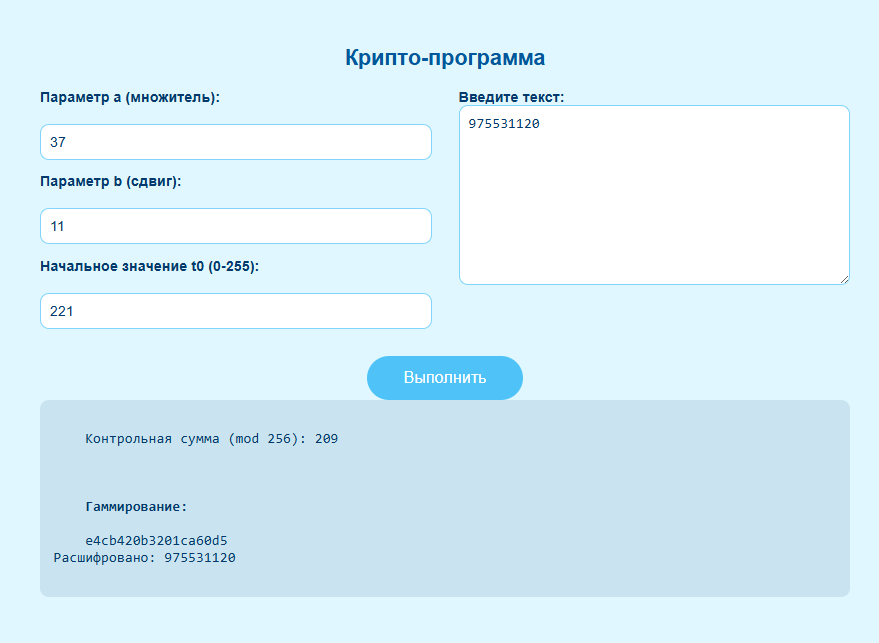 Крипто-программа
Параметр a (множитель):
37
Параметр b (сдвиг):
11
Начальное значение t0 (0-255):
221
Введите текст:
975531120
Выполнить
Контрольная сумма (mod 256): 209
Гаммирование:
e4cb420b3201ca60d5
Расшифровано: 975531120